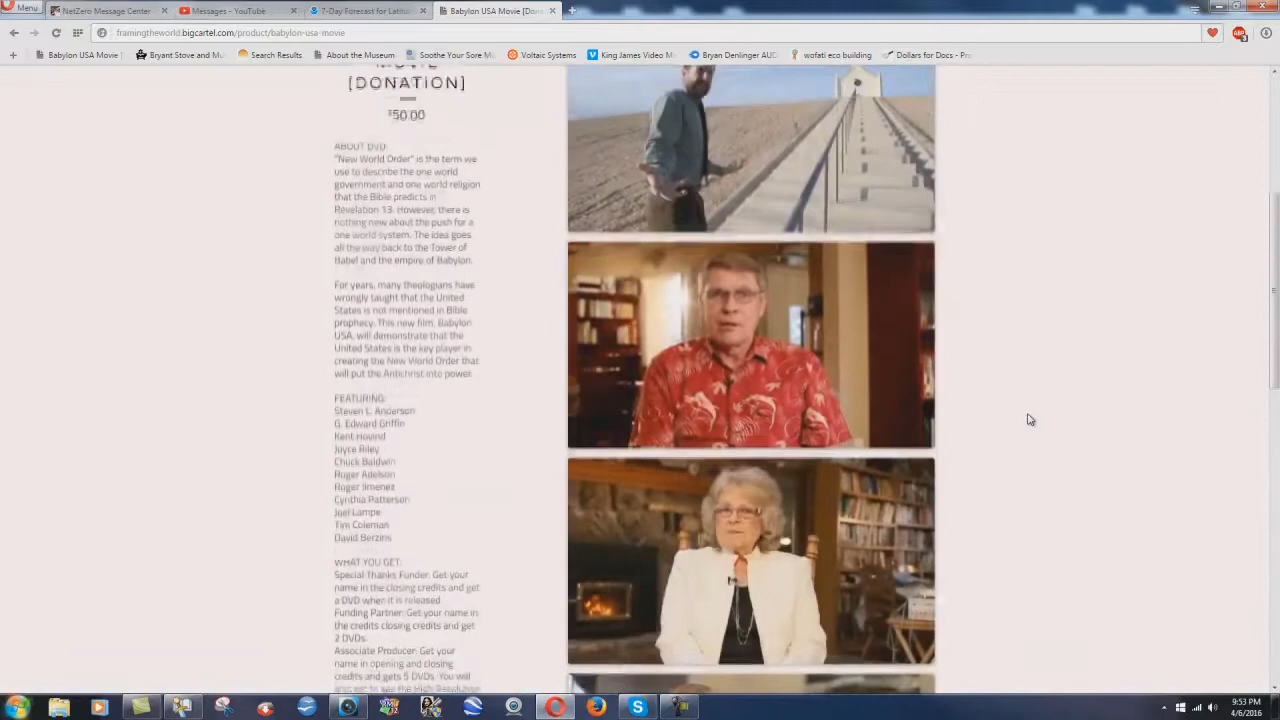 Menu
NetZero Message Center
Messages - YouTube
7-Day Forecast for Latitu
Babylon USA Movie [Don
framingtheworld.bigcartel.com/product/babylon-usa-movie
Babylon USA Movie
Bryant Stove and Mu
Search Results
About the Museum
Soothe Your Sore M
Voltaic Systems
King James Video M
Bryan Denlinger AUD
wofati eco building
Dollars for Docs - Pr
[DONATION]
$50.00
ABOUT DVD:
"New World Order" is the term we
use to describe the one world
government and one world religion
that the Bible predicts in
Revelation 13. However, there is
nothing new about the push for a
one world system. The idea goes
all the way back to the Tower of
Babel and the empire of Babylon.
For years, many theologians have
wrongly taught that the United
States is not mentioned in Bible
prophecy. This new film, Babylon
USA, will demonstrate that the
United States is the key player in
creating the New World Order that
will put the Antichrist into power.
FEATURING:
Steven L. Anderson
G. Edward Griffin
Kent Hovind
Joyce Riley
Chuck Baldwin
Roger Adelson
Roger Jimenez
Cynthia Patterson
Joel Lampe
Tim Coleman
David Berzins
WHAT YOU GET:
Special Thanks Funder: Get your
name in the closing credits and get
a DVD when it is released
Funding Partner: Get your name in
the credits closing credits and get
2 DVDs.
Associate Producer: Get your
name in opening and closing
credits and gets 5 DVDs. You will
9:53 PM
4/6/2016